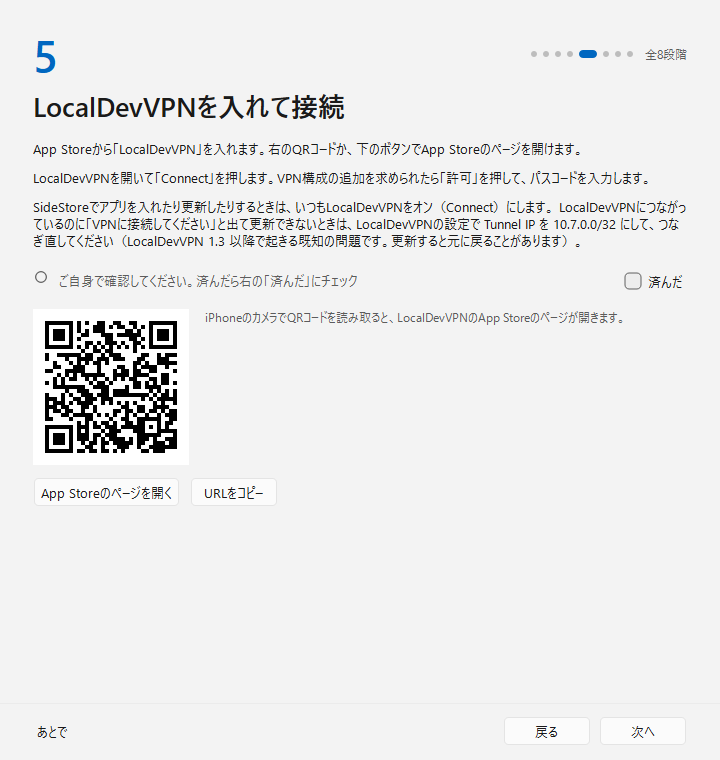 5
全8段階
LocalDevVPNを入れて接続
App Storeから「LocalDevVPN」を入れます。右のQRコードか、下のボタンでApp Storeのページを開けます。
LocalDevVPNを開いて「Connect」を押します。VPN構成の追加を求められたら「許可」を押して、パスコードを入力します。
SideStoreでアプリを入れたり更新したりするときは、いつもLocalDevVPNをオン（Connect）にします。LocalDevVPNにつながっ
ているのに「VPNに接続してください」と出て更新できないときは、LocalDevVPNの設定で Tunnel IP を 10.7.0.0/32 にして、つな
ぎ直してください（LocalDevVPN 1.3 以降で起きる既知の問題です。更新すると元に戻ることがあります）。
ご自身で確認してください。済んだら右の「済んだ」にチェック
済んだ
iPhoneのカメラでQRコードを読み取ると、LocalDevVPNのApp Storeのページが開きます。
App Storeのページを開く
URLをコピー
あとで
戻る
次へ